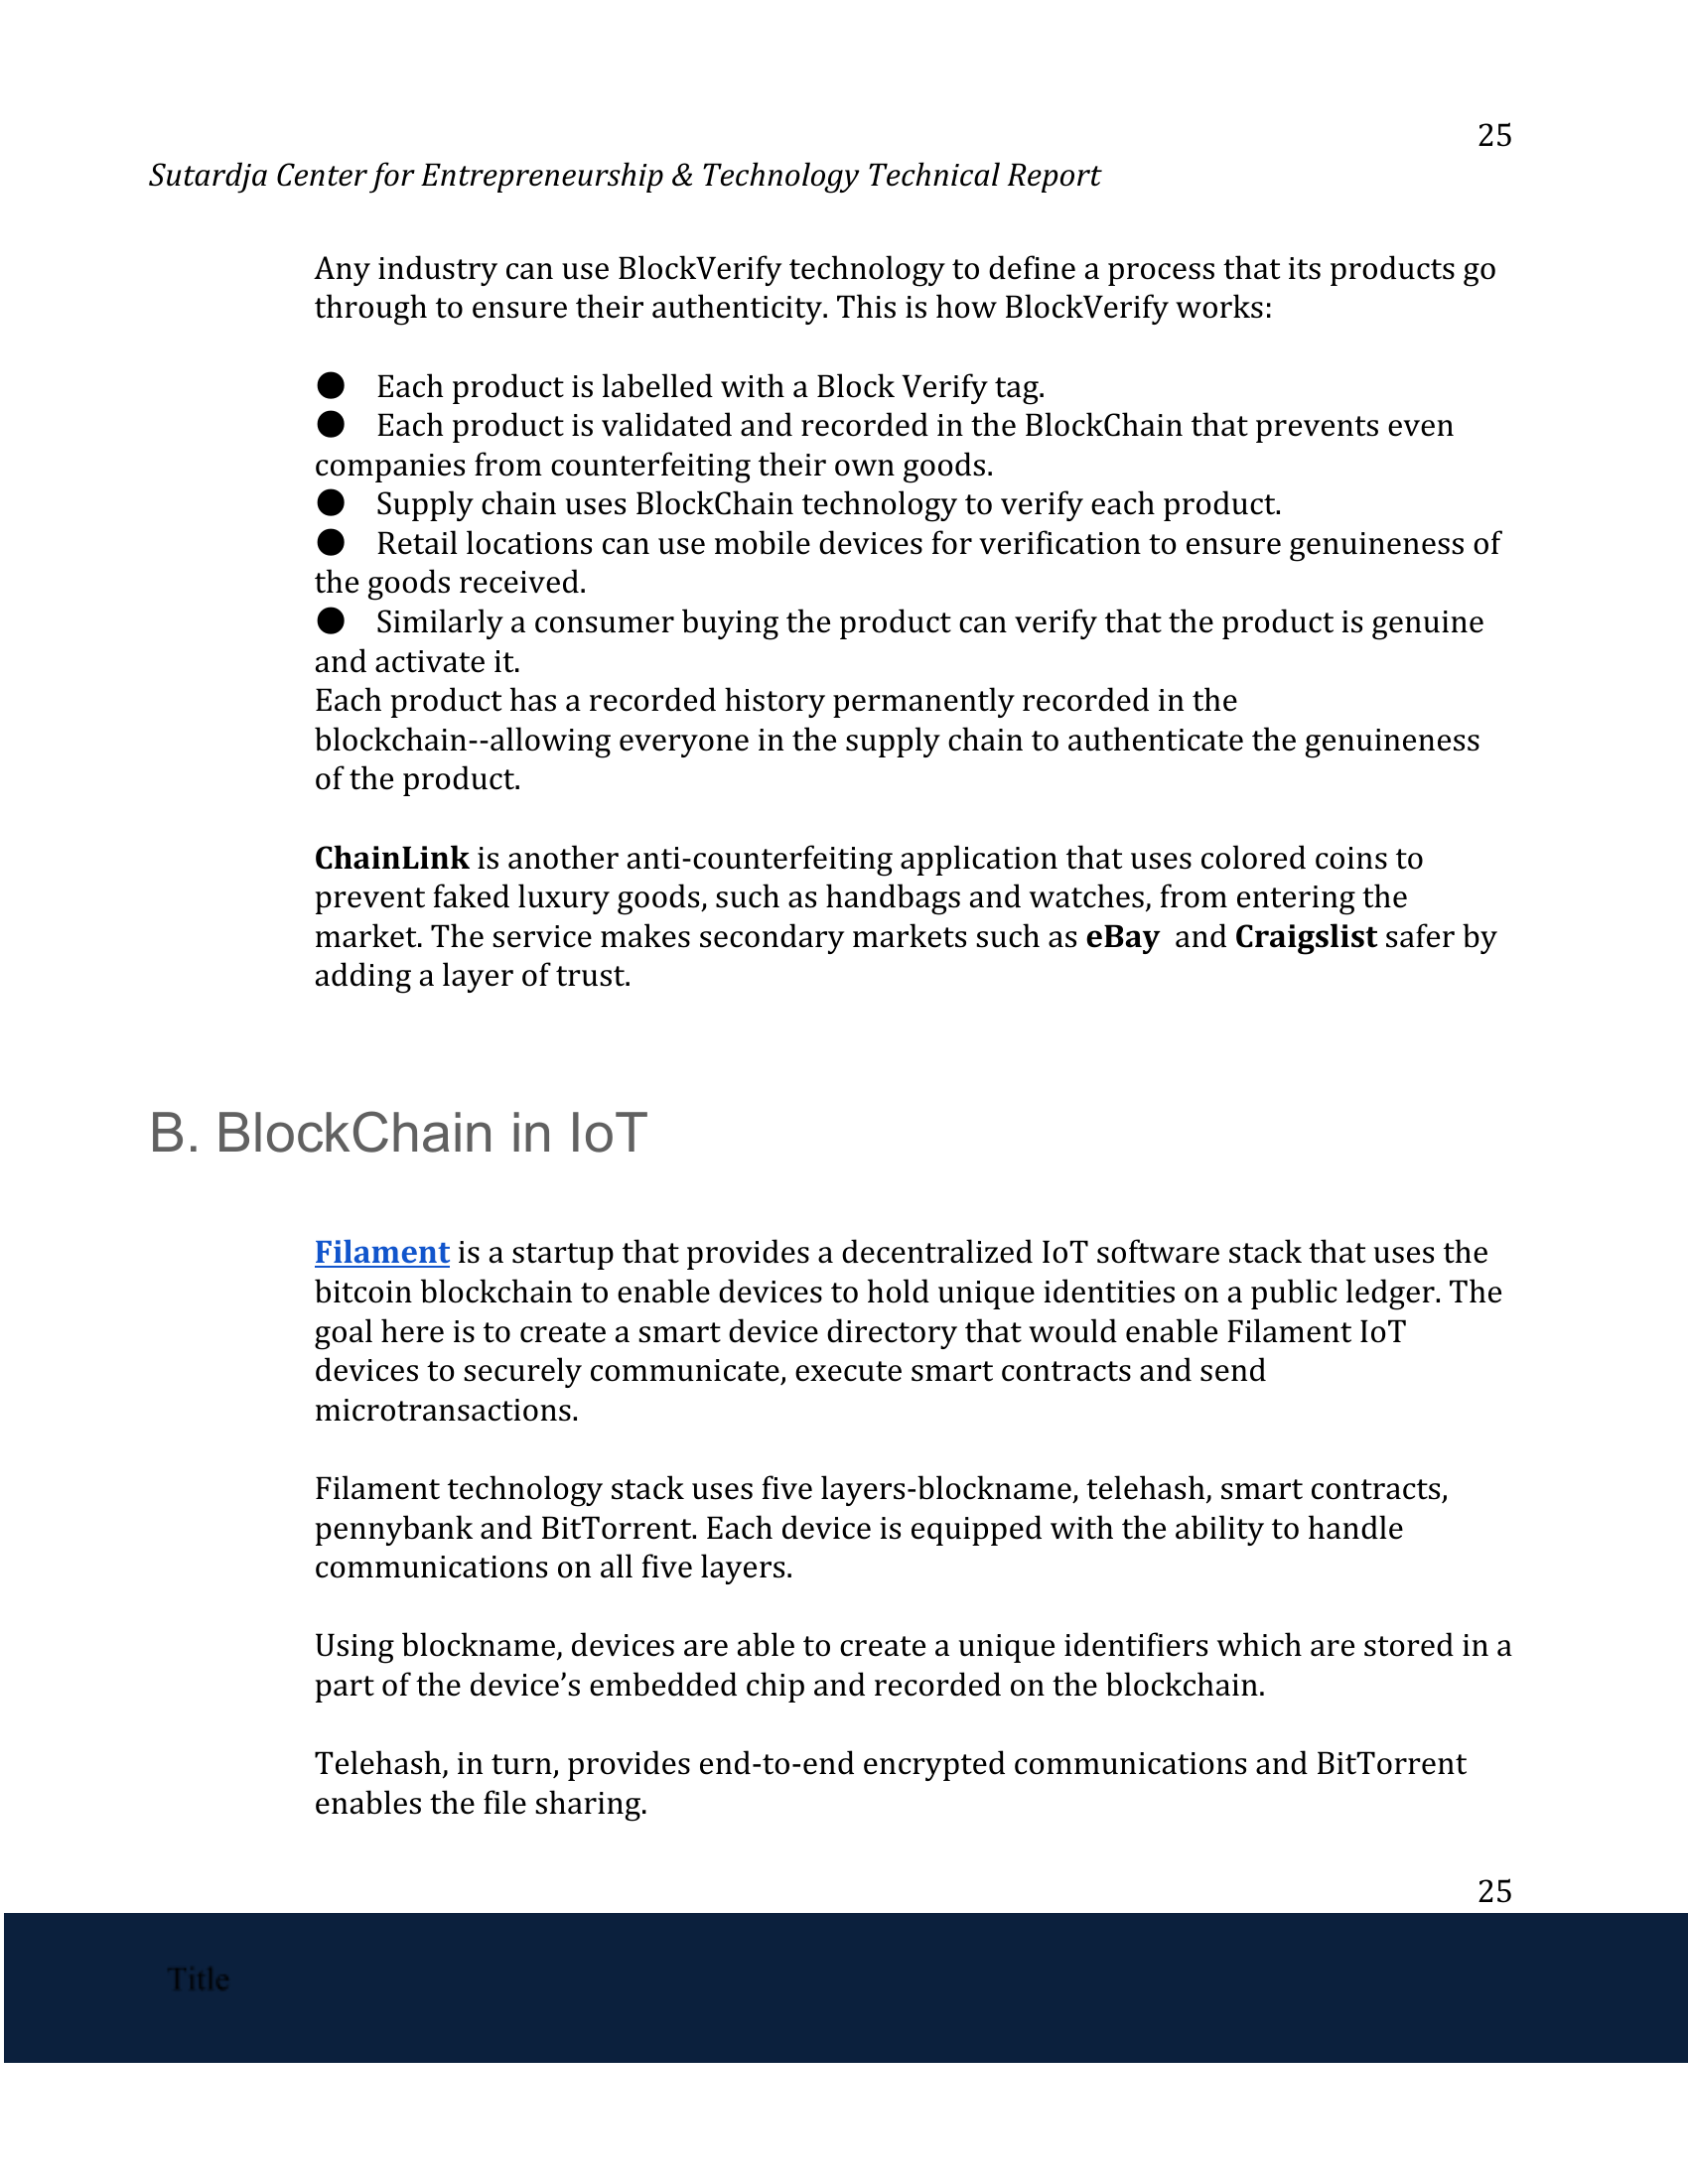 25
Sutardja Center for Entrepreneurship & Technology Technical Report
Any industry can use BlockVerify technology to define a process that its products go
through to ensure their authenticity. This is how BlockVerify works:
● Each product is labelled with a Block Verify tag.
● Each product is validated and recorded in the BlockChain that prevents even
companies from counterfeiting their own goods.
● Supply chain uses BlockChain technology to verify each product.
● Retail locations can use mobile devices for verification to ensure genuineness of
the goods received.
● Similarly a consumer buying the product can verify that the product is genuine
and activate it.
Each product has a recorded history permanently recorded in the
blockchain--allowing everyone in the supply chain to authenticate the genuineness
of the product.
ChainLink is another anti-counterfeiting application that uses colored coins to
prevent faked luxury goods, such as handbags and watches, from entering the
market. The service makes secondary markets such as eBay  and Craigslist safer by
adding a layer of trust.
B. BlockChain in IoT
Filament is a startup that provides a decentralized IoT software stack that uses the
bitcoin blockchain to enable devices to hold unique identities on a public ledger. The
goal here is to create a smart device directory that would enable Filament IoT
devices to securely communicate, execute smart contracts and send
microtransactions.
Filament technology stack uses five layers-blockname, telehash, smart contracts,
pennybank and BitTorrent. Each device is equipped with the ability to handle
communications on all five layers.
Using blockname, devices are able to create a unique identifiers which are stored in a
part of the device’s embedded chip and recorded on the blockchain.
Telehash, in turn, provides end-to-end encrypted communications and BitTorrent
enables the file sharing.
25
Title